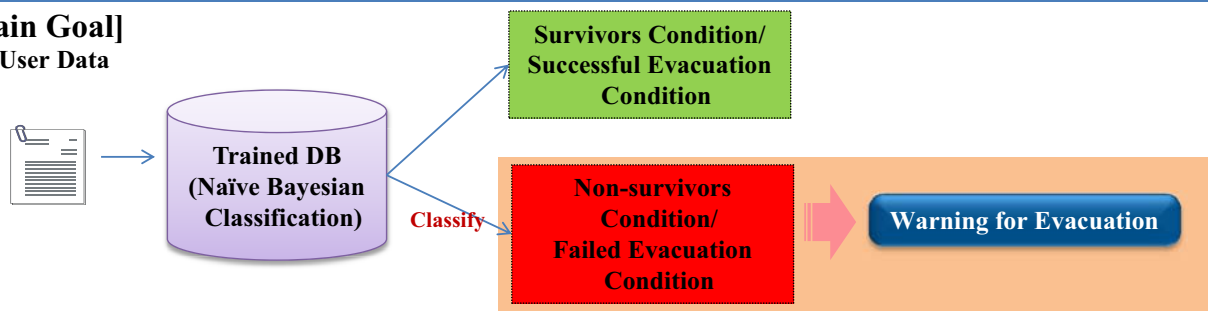 ain Goal]
User Data
Survivors Condition/
Successful Evacuation
Condition
Trained DB
(Naïve Bayesian
Classification)
Classify
Non-survivors
Condition/
Failed Evacuation
Condition
Warning for Evacuation